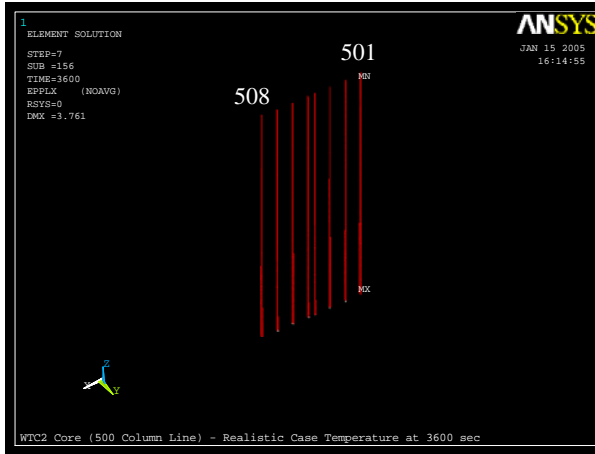 1
ELEMENT SOLUTION
STEP=7
SUB =156
TIME=3600
EPPLX (NOAVG)
RSYS=0
DMX =3.761
ANSYS
JAN 15 2005
16:14:55
501
MN
508
MX
Z
X
Y
WTC2 Core (500 Column Line) - Realistic Case Temperature at 3600 sec